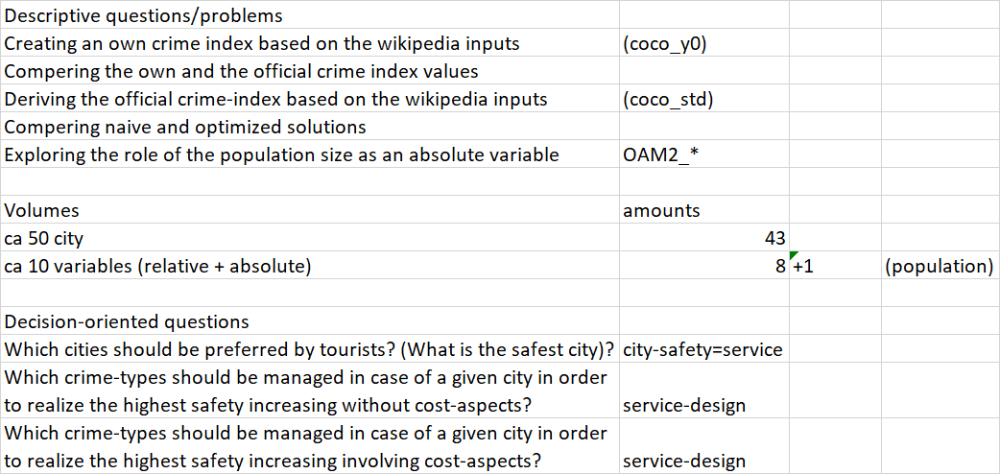 Descriptive questions/problems
Creating an own crime index based on the wikipedia inputs (coco_y0)
Compering the own and the official crime index values
Deriving the official crime-index based on the wikipedia inputs (coco_std)
Compering naive and optimized solutions
Exploring the role of the population size as an absolute variable OAM2_*
Volumes amounts
ca 50 city 43
ca 10 variables (relative + absolute) 8 +1 (population)
Decision-oriented questions
Which cities should be preferred by tourists? (What is the safest city)? city-safety=service
Which crime-types should be managed in case of a given city in order
to realize the highest safety increasing without cost-aspects? service-design
Which crime-types should be managed in case of a given city in order
to realize the highest safety increasing involving cost-aspects? service-design